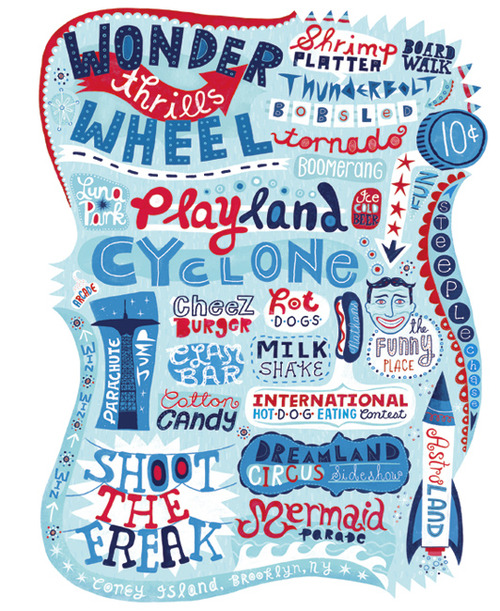 WONDER
thrills
WHEEL
Shrimp
PLATTER
BOARD
WALK
THUNDERBOLT
BOBSLED
tornado
BOOMERANG
10¢
FUN
Luna
Park
Playland
ICE
COLD
BEER
CYCLONE
STEEPLECHASE
ARCADE
PARACHUTE
JUMP
CHEEZ
BURGER
hot
DOGS
Nathans
the
FUNNY
PLACE
CLAM
BAR
MILK
SHAKE
Cotton
CANDY
INTERNATIONAL
HOT DOG EATING Contest
WIN WIN WIN WIN
SHOOT
THE
FREAK
DREAMLAND
CIRCUS Sideshow
AstroLAND
Mermaid
PARADE
Coney Island, Brooklyn, NY